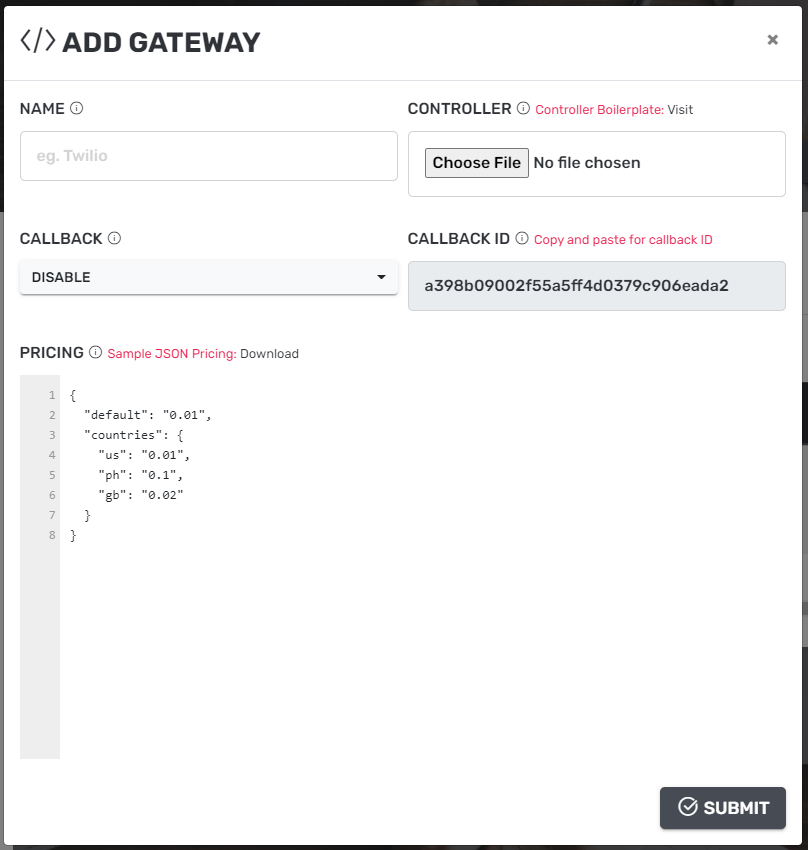 </> ADD GATEWAY ×
NAME
CONTROLLER Controller Boilerplate: Visit
eg. Twilio
Choose File No file chosen
CALLBACK
CALLBACK ID Copy and paste for callback ID
DISABLE
a398b09002f55a5ff4d0379c906eada2
PRICING Sample JSON Pricing: Download
1 {
2   "default": "0.01",
3   "countries": {
4     "us": "0.01",
5     "ph": "0.1",
6     "gb": "0.02"
7   }
8 }
SUBMIT